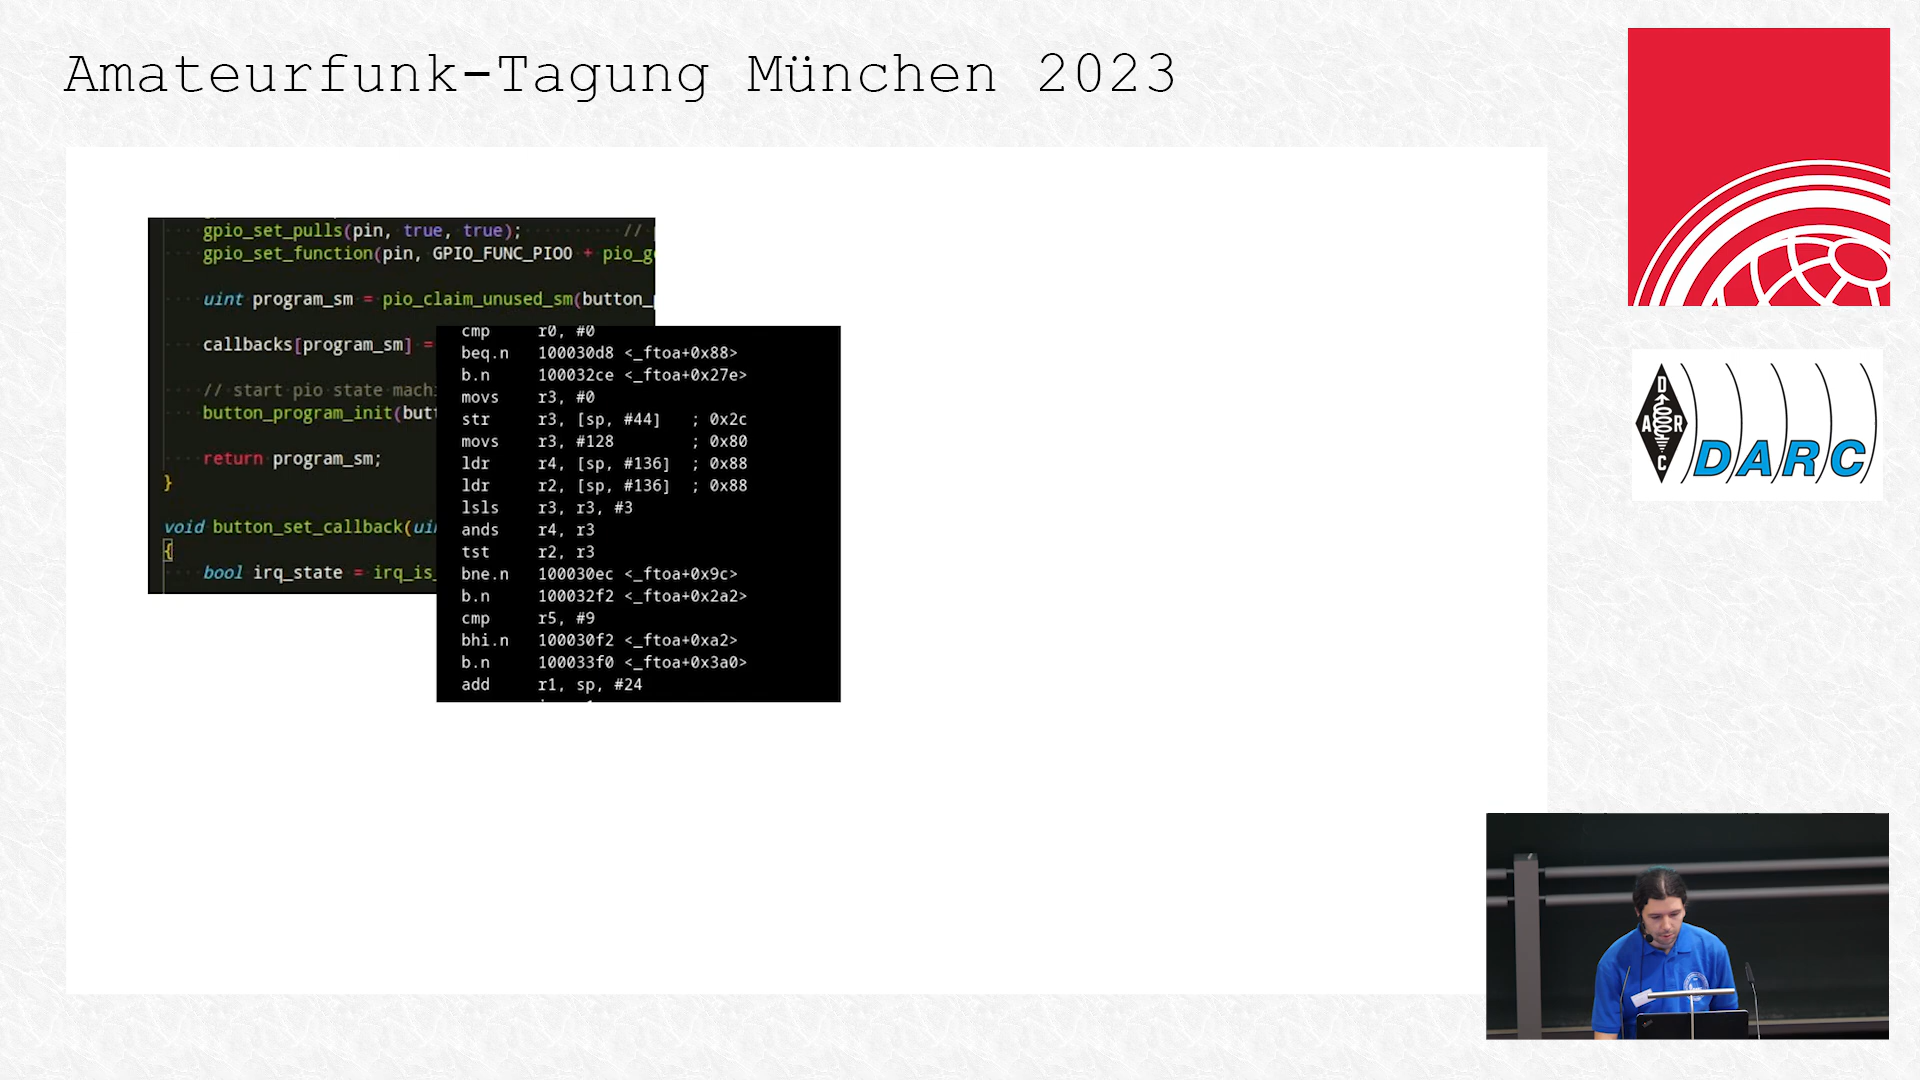 Amateurfunk-Tagung München 2023
gpio_set_pulls(pin, true, true); //
gpio_set_function(pin, GPIO_FUNC_PIO0 + pio_g
uint program_sm = pio_claim_unused_sm(button_
callbacks[program_sm] =
// start pio state mach
button_program_init(but
return program_sm;
}
void button_set_callback(ui
{
bool irq_state = irq_is_
cmp r0, #0
beq.n 100030d8 <_ftoa+0x88>
b.n 100032ce <_ftoa+0x27e>
movs r3, #0
str r3, [sp, #44] ; 0x2c
movs r3, #128 ; 0x80
ldr r4, [sp, #136] ; 0x88
ldr r2, [sp, #136] ; 0x88
lsls r3, r3, #3
ands r4, r3
tst r2, r3
bne.n 100030ec <_ftoa+0x9c>
b.n 100032f2 <_ftoa+0x2a2>
cmp r5, #9
bhi.n 100030f2 <_ftoa+0xa2>
b.n 100033f0 <_ftoa+0x3a0>
add r1, sp, #24
D
A R
C
DARC